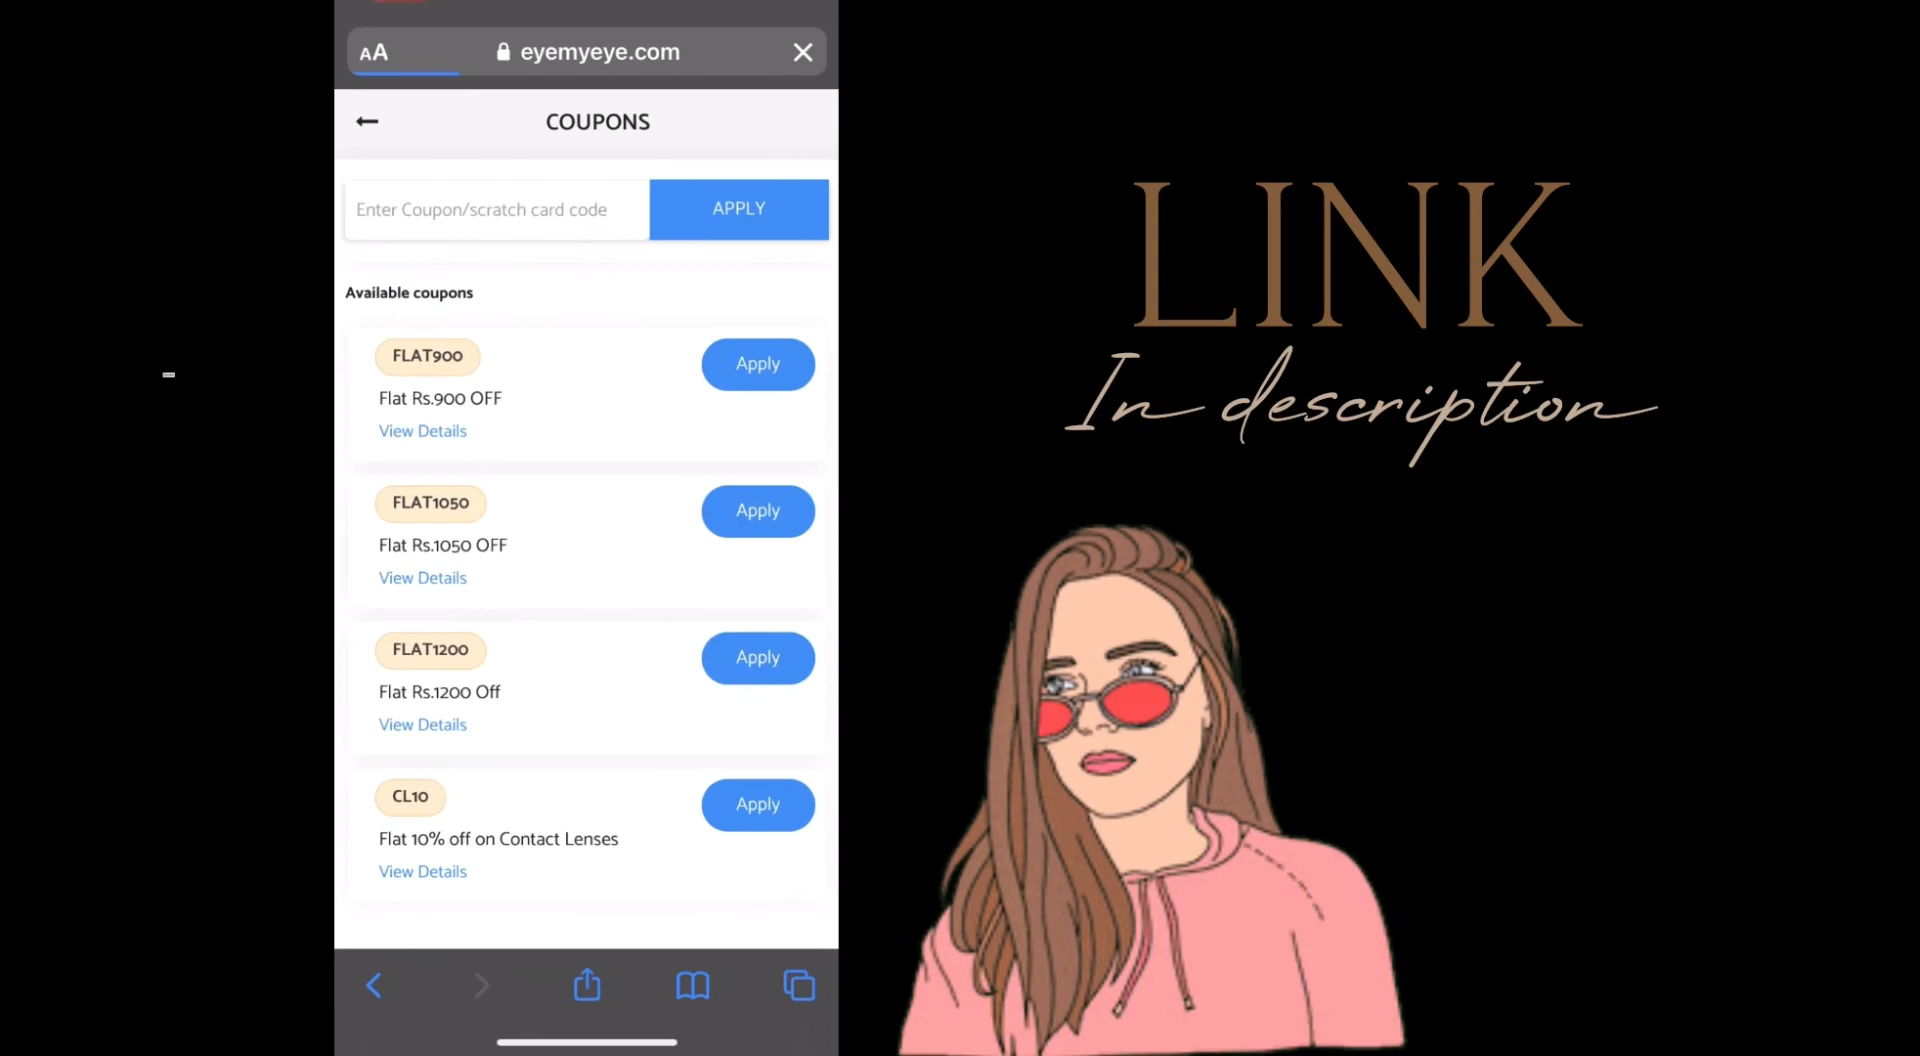 AA eyemyeye.com
COUPONS
Enter Coupon/scratch card code APPLY
Available coupons
FLAT900 Apply
Flat Rs.900 OFF
View Details
FLAT1050 Apply
Flat Rs.1050 OFF
View Details
FLAT1200 Apply
Flat Rs.1200 Off
View Details
CL10 Apply
Flat 10% off on Contact Lenses
View Details
LINK
In description